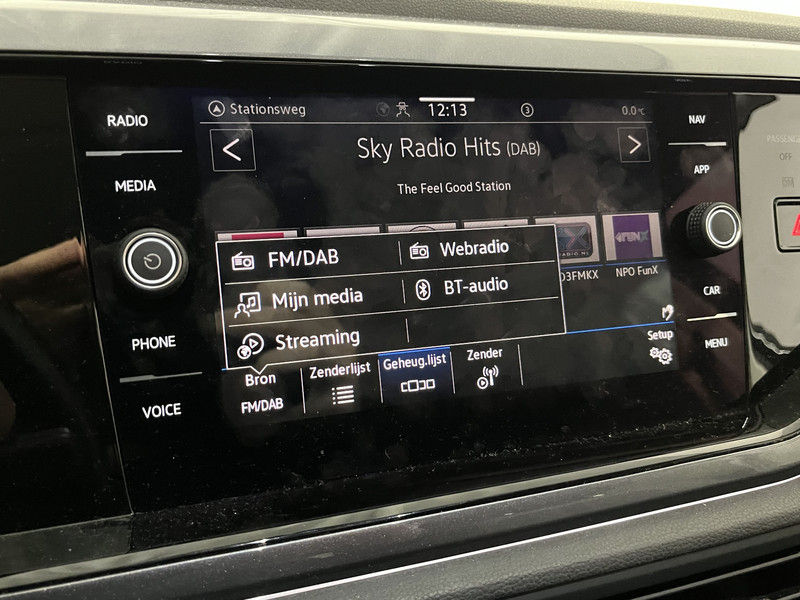 RADIO
MEDIA
PHONE
VOICE
Stationsweg
12:13
3
0.0°C
Sky Radio Hits (DAB)
The Feel Good Station
FM/DAB
Webradio
Mijn media
BT-audio
Streaming
NPO FunX
Bron
FM/DAB
Zenderlijst
Geheug.lijst
Zender
Setup
NAV
APP
CAR
MENU
OFF